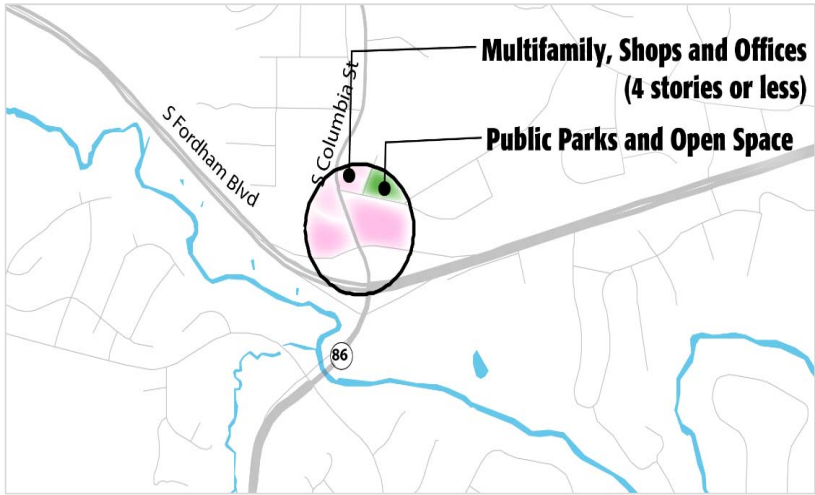 Multifamily, Shops and Offices
(4 stories or less)
Public Parks and Open Space
S Columbia St
S Fordham Blvd
86